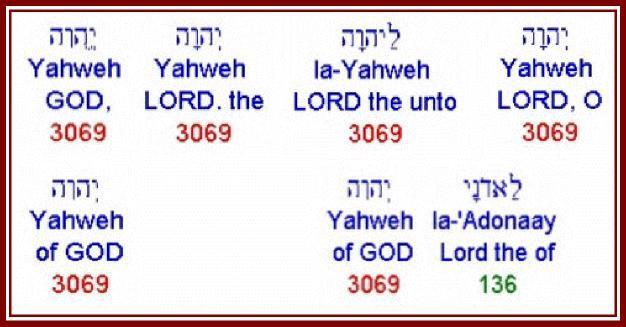 יֱהוִה יְהוָה לַיהוָה יְהוָה
Yahweh Yahweh la-Yahweh Yahweh
GOD, LORD. the LORD the unto LORD, O
3069 3069 3069 3069
יְהוִה יְהוִה לַאדֹנָי
Yahweh Yahweh la-'Adonaay
of GOD of GOD Lord the of
3069 3069 136